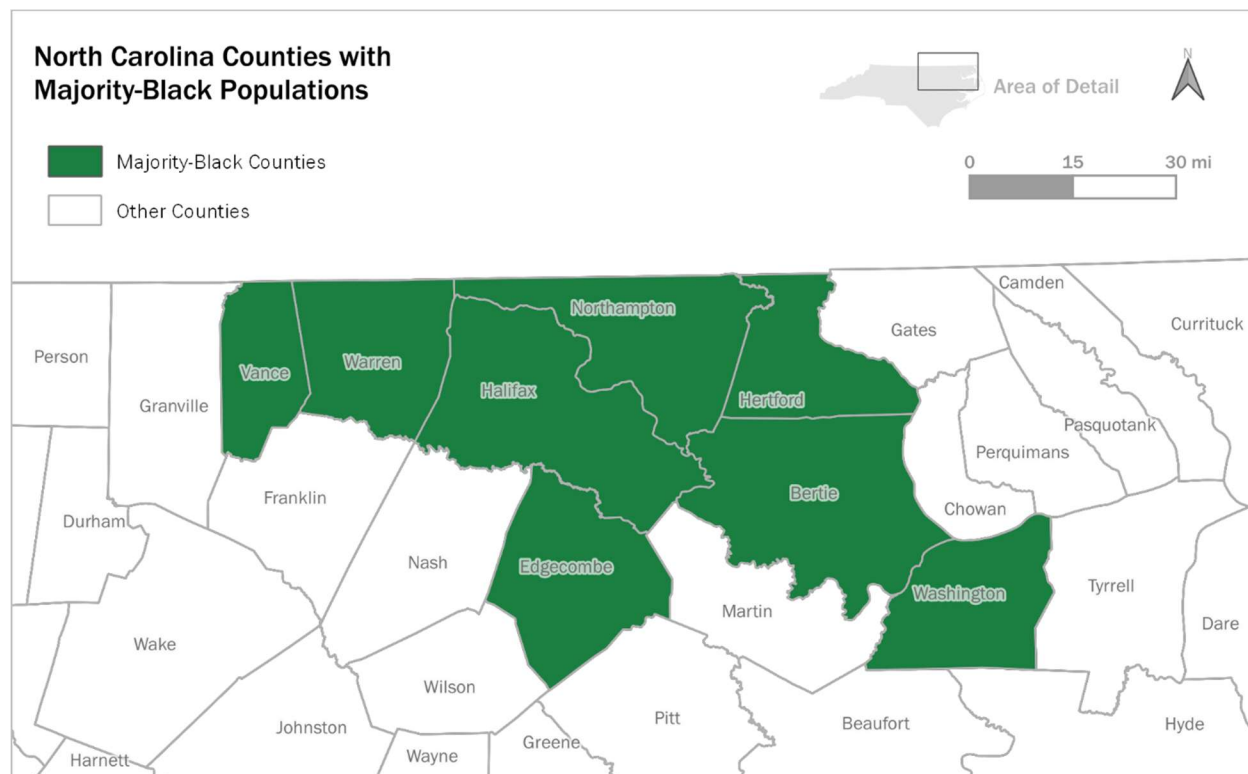 North Carolina Counties with
Majority-Black Populations
N
Area of Detail
Majority-Black Counties
0 15 30 mi
Other Counties
Camden
Northampton
Currituck
Gates
Person
Warren
Vance
Halifax
Hertford
Granville
Pasquotank
Perquimans
Bertie
Franklin
Chowan
Durham
Nash
Edgecombe
Tyrrell
Washington
Martin
Dare
Wake
Wilson
Pitt
Beaufort
Hyde
Johnston
Greene
Wayne
Harnett